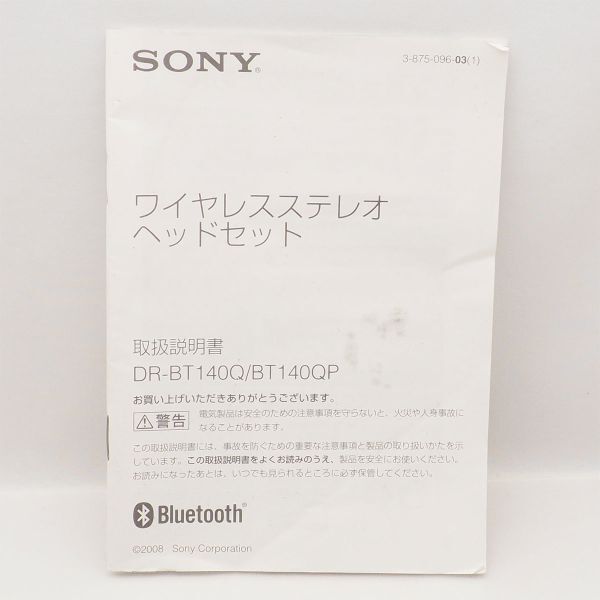 SONY®
3-875-096-03(1)
ワイヤレスステレオ
ヘッドセット
取扱説明書
DR-BT140Q/BT140QP
お買い上げいただきありがとうございます。
警告
電気製品は安全のための注意事項を守らないと、火災や人身事故に
なることがあります。
この取扱説明書には、事故を防ぐための重要な注意事項と製品の取り扱いかたを示
しています。この取扱説明書をよくお読みのうえ、製品を安全にお使いください。
お読みになったあとは、いつでも見られるところに必ず保管してください。
Bluetooth®
©2008 Sony Corporation